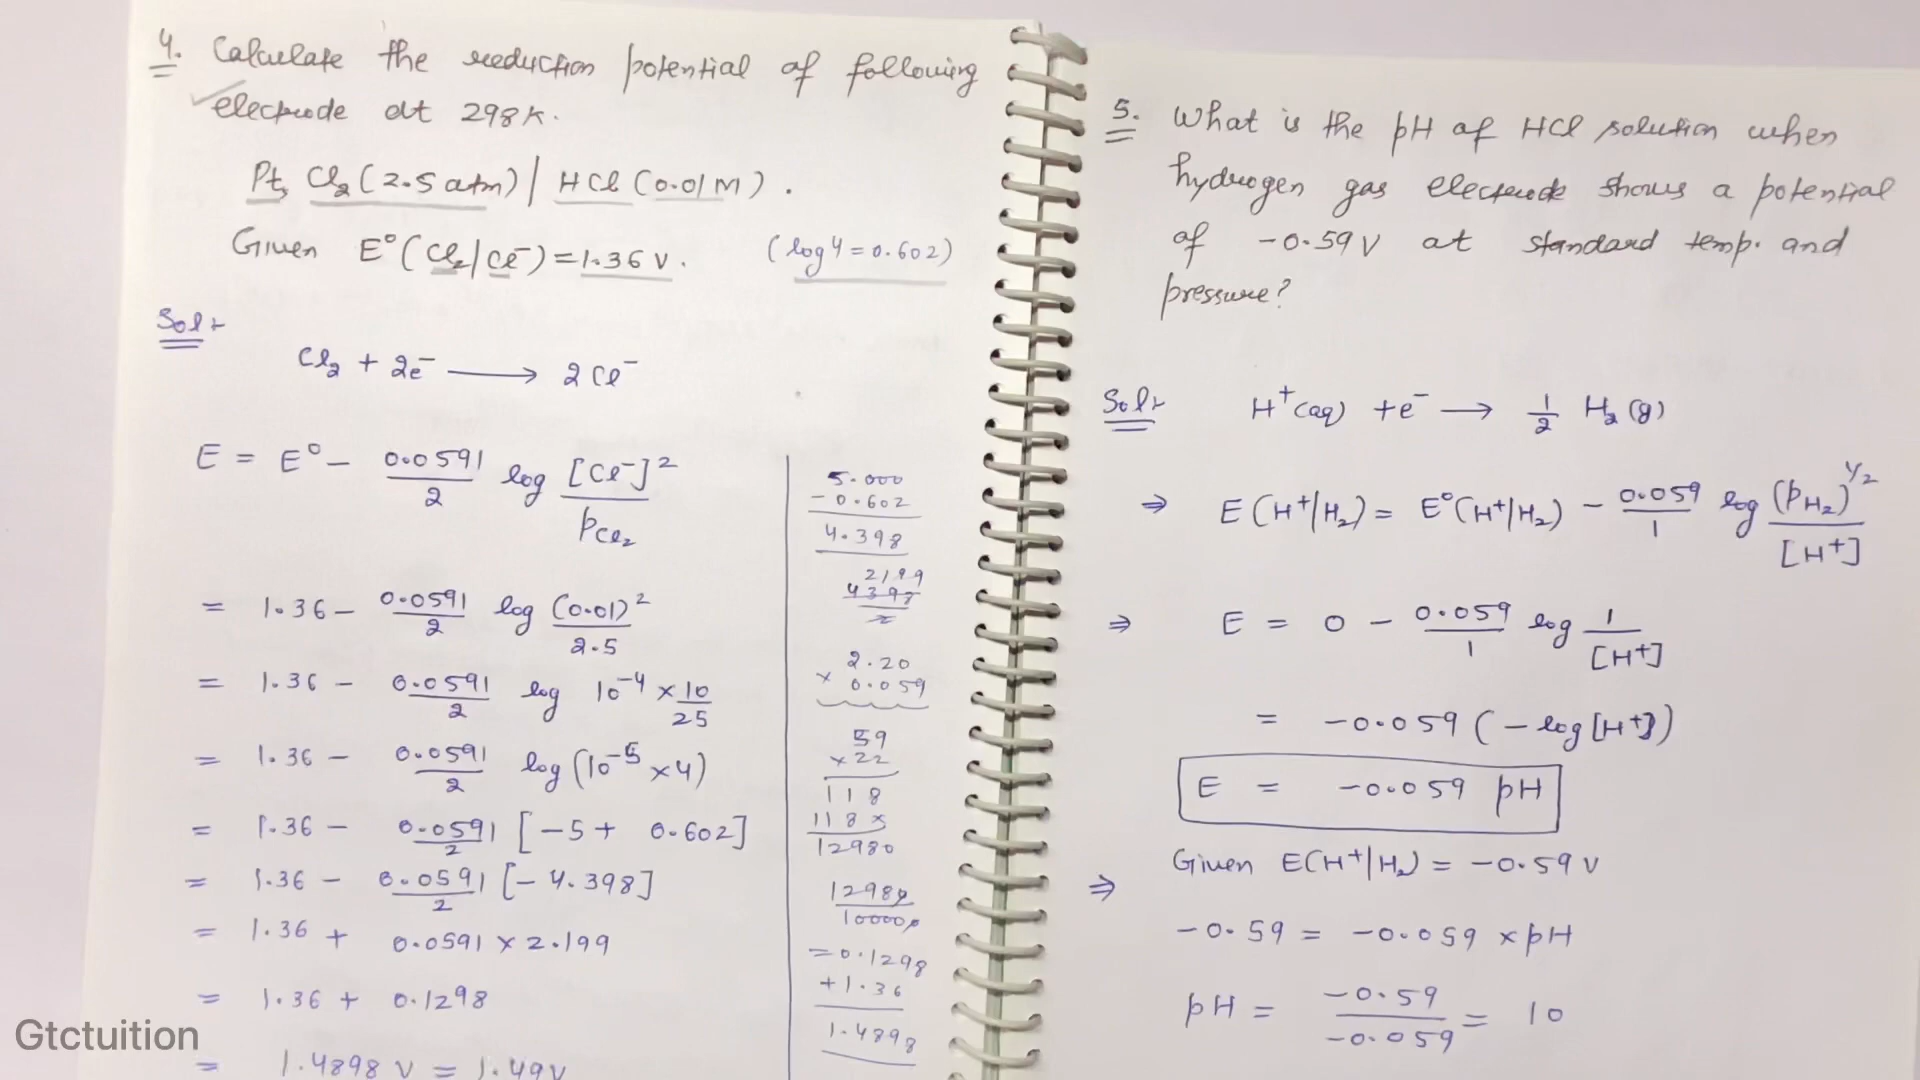 4. Calculate the reduction potential of following
electrode at 298K.
Pt, Cl₂ (2.5 atm) | HCl (0.01 M).
Given E°(Cl₂/Cl⁻) = 1.36 V. (log 4 = 0.602)
Sol:
Cl₂ + 2e⁻ ⟶ 2Cl⁻
E = E° - 0.0591/2 log [Cl⁻]²/pCl₂
= 1.36 - 0.0591/2 log (0.01)²/2.5
= 1.36 - 0.0591/2 log 10⁻⁴ × 10/25
= 1.36 - 0.0591/2 log (10⁻⁵ × 4)
= 1.36 - 0.0591/2 [-5 + 0.602]
= 1.36 - 0.0591/2 [-4.398]
= 1.36 + 0.0591 × 2.199
= 1.36 + 0.1298
= 1.4898 V = 1.49V
5.000
- 0.602
4.398
2199
4398
2
2.20
× 0.059
59
×22
118
118×
12980
12980
100000
= 0.1298
+ 1.36
1.4898
5. What is the pH of HCl solution when
hydrogen gas electrode shows a potential
of -0.59V at standard temp. and
pressure?
Sol:
H⁺(aq) + e⁻ ⟶ 1/2 H₂(g)
⇒ E(H⁺/H₂) = E°(H⁺/H₂) - 0.059/1 log (pH₂)^1/2/[H⁺]
⇒ E = 0 - 0.059/1 log 1/[H⁺]
= -0.059 (-log [H⁺])
E = -0.059 pH
Given E(H⁺/H₂) = -0.59 V
⇒
-0.59 = -0.059 × pH
pH = -0.59/-0.059 = 10
Gtctuition